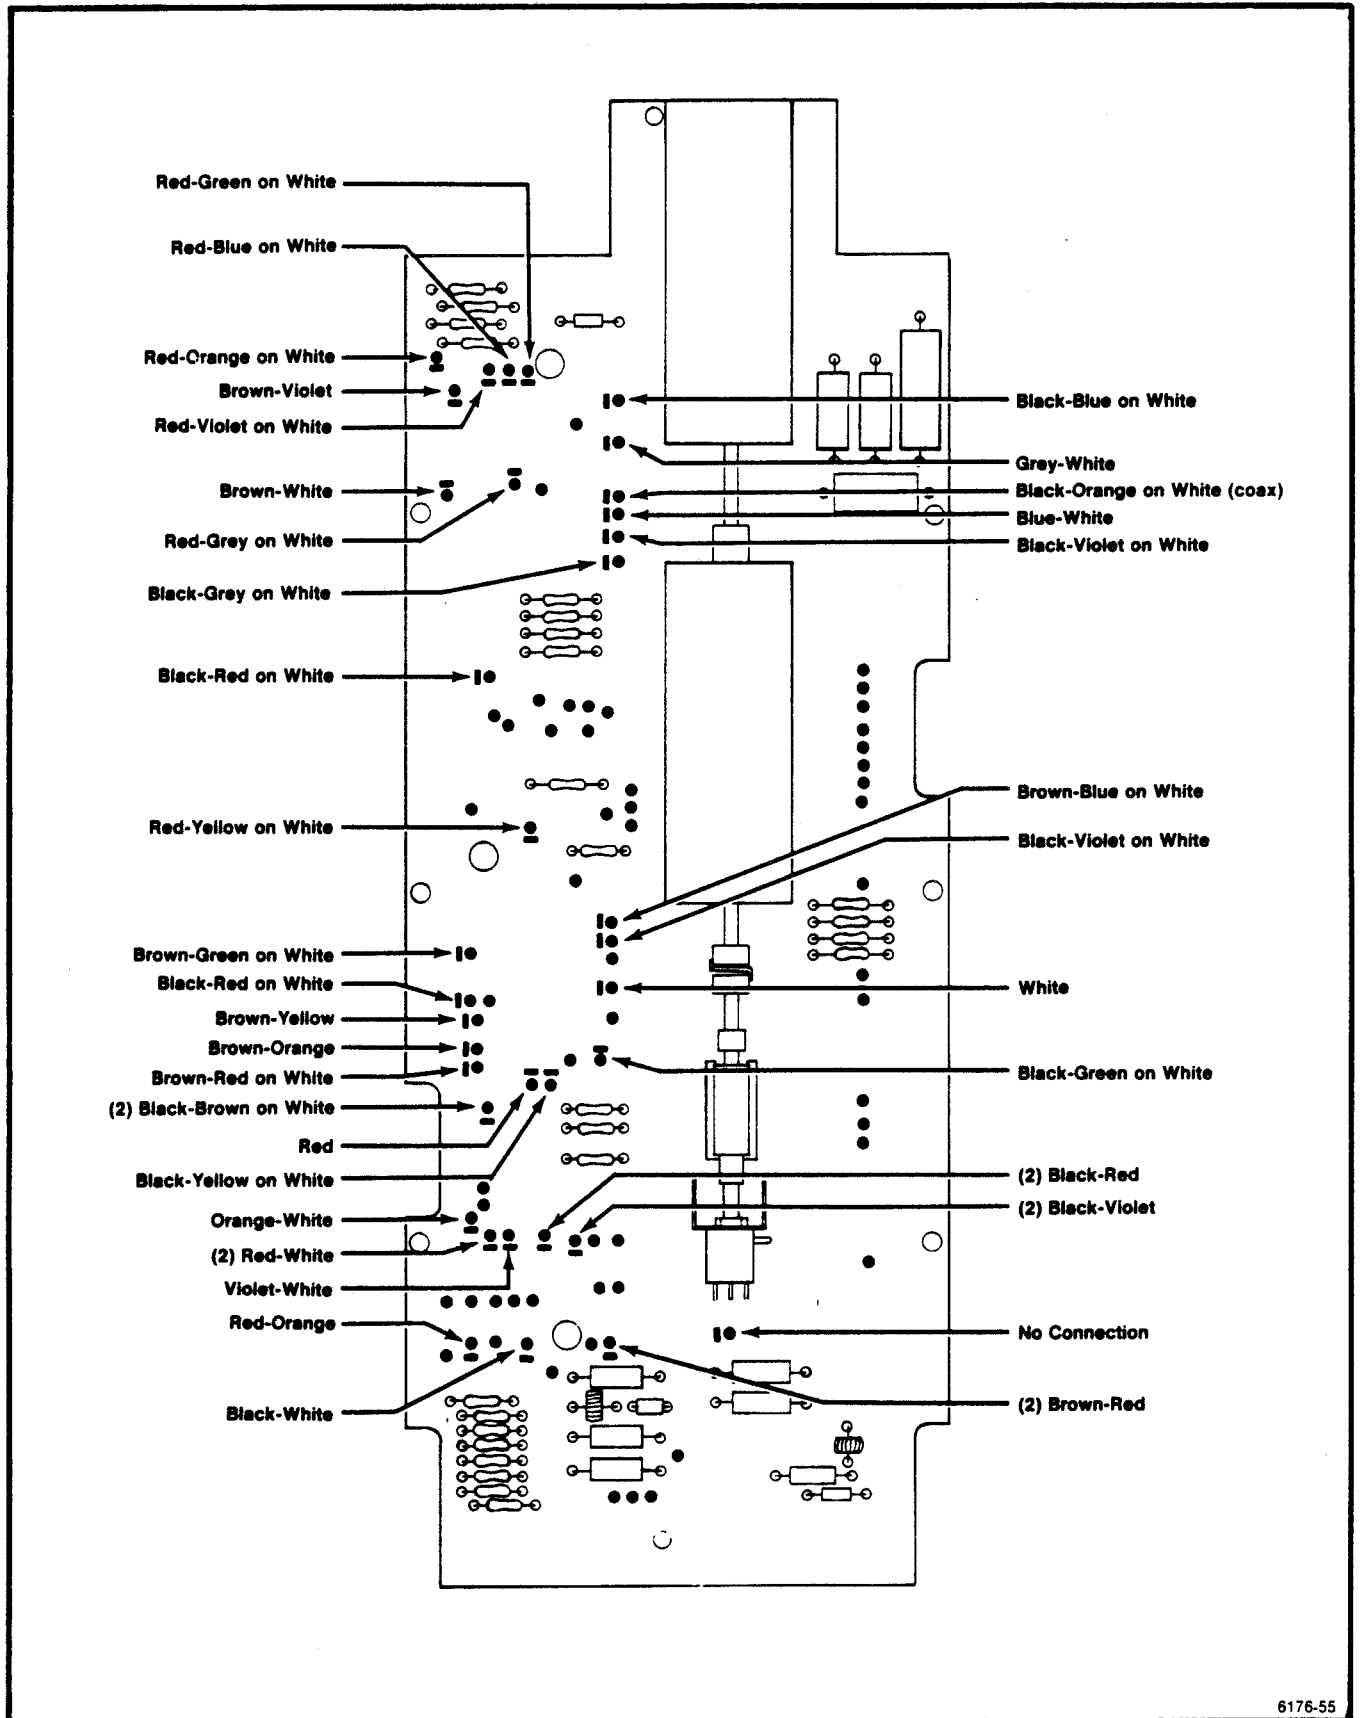 Red-Green on White
Red-Blue on White
Red-Orange on White
Brown-Violet
Red-Violet on White
Brown-White
Red-Grey on White
Black-Grey on White
Black-Red on White
Red-Yellow on White
Brown-Green on White
Black-Red on White
Brown-Yellow
Brown-Orange
Brown-Red on White
(2) Black-Brown on White
Red
Black-Yellow on White
Orange-White
(2) Red-White
Violet-White
Red-Orange
Black-White
Black-Blue on White
Grey-White
Black-Orange on White (coax)
Blue-White
Black-Violet on White
Brown-Blue on White
Black-Violet on White
White
Black-Green on White
(2) Black-Red
(2) Black-Violet
No Connection
(2) Brown-Red
6176-55